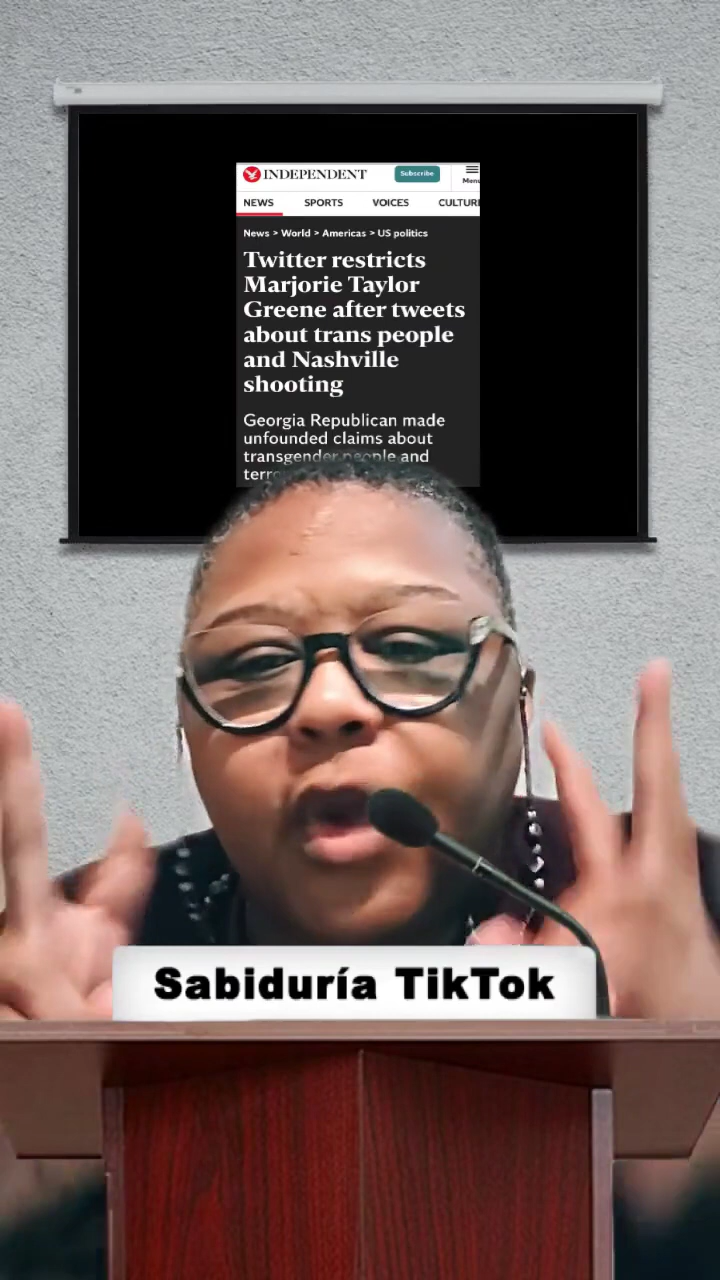 INDEPENDENT
Subscribe
Menu
NEWS SPORTS VOICES CULTURE
News > World > Americas > US politics
Twitter restricts
Marjorie Taylor
Greene after tweets
about trans people
and Nashville
shooting
Georgia Republican made
unfounded claims about
transgender people and
Sabiduría TikTok